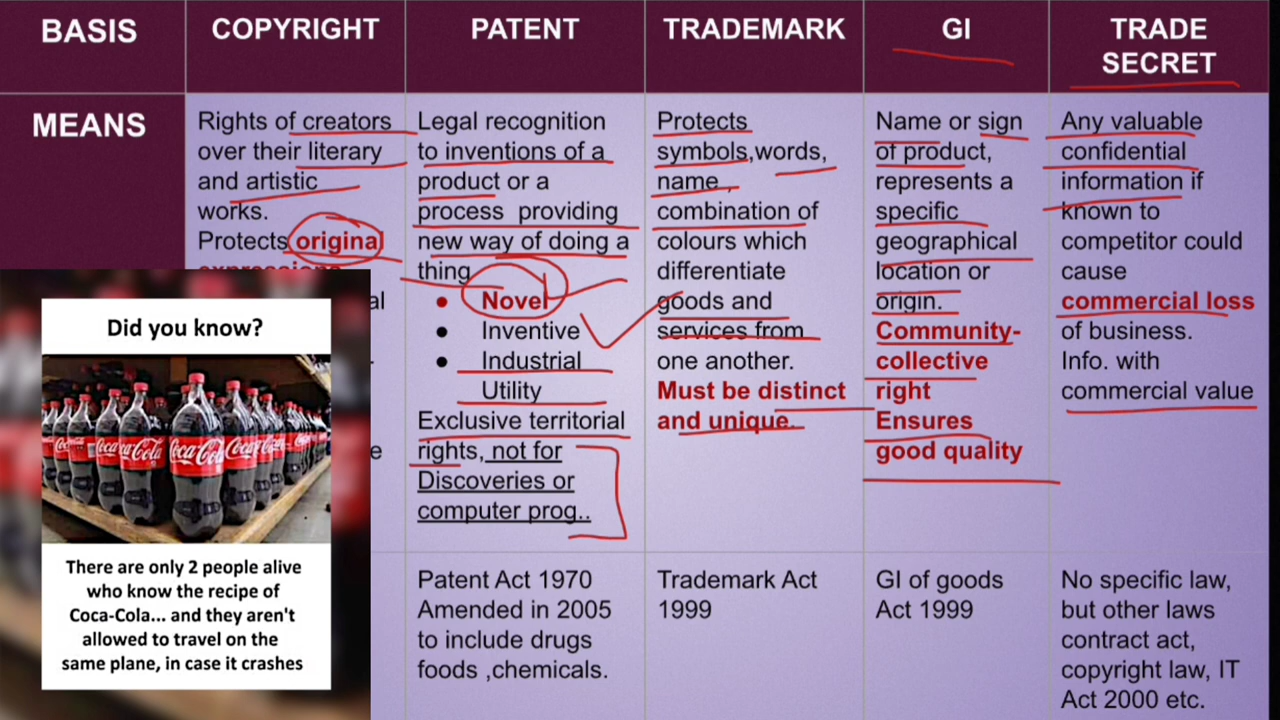 BASIS
COPYRIGHT
PATENT
TRADEMARK
GI
TRADE
SECRET
MEANS
Rights of creators
over their literary
and artistic
works.
Protects original
Legal recognition
to inventions of a
product or a
process providing
new way of doing a
thing
• Novel
• Inventive
• Industrial
Utility
Exclusive territorial
rights, not for
Discoveries or
computer prog..
Protects
symbols,words,
name ,
combination of
colours which
differentiate
goods and
services from
one another.
Must be distinct
and unique.
Name or sign
of product,
represents a
specific
geographical
location or
origin.
Community-
collective
right
Ensures
good quality
Any valuable
confidential
information if
known to
competitor could
cause
commercial loss
of business.
Info. with
commercial value
Patent Act 1970
Amended in 2005
to include drugs
foods ,chemicals.
Trademark Act
1999
GI of goods
Act 1999
No specific law,
but other laws
contract act,
copyright law, IT
Act 2000 etc.
Did you know?
Coca-Cola
There are only 2 people alive
who know the recipe of
Coca-Cola... and they aren't
allowed to travel on the
same plane, in case it crashes